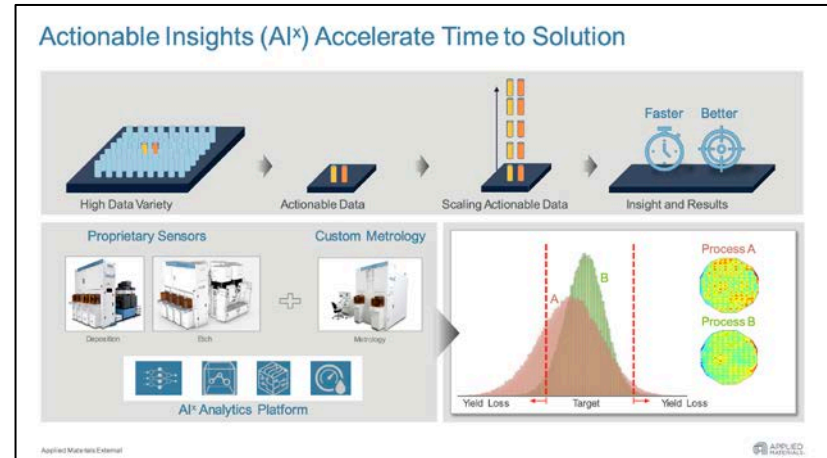 Actionable Insights (AIˣ) Accelerate Time to Solution
Faster Better
High Data Variety
Actionable Data
Scaling Actionable Data
Insight and Results
Proprietary Sensors
Custom Metrology
Deposition
Etch
Metrology
AIˣ Analytics Platform
A
B
Process A
Process B
Yield Loss
Target
Yield Loss
Applied Materials External
APPLIED
MATERIALS